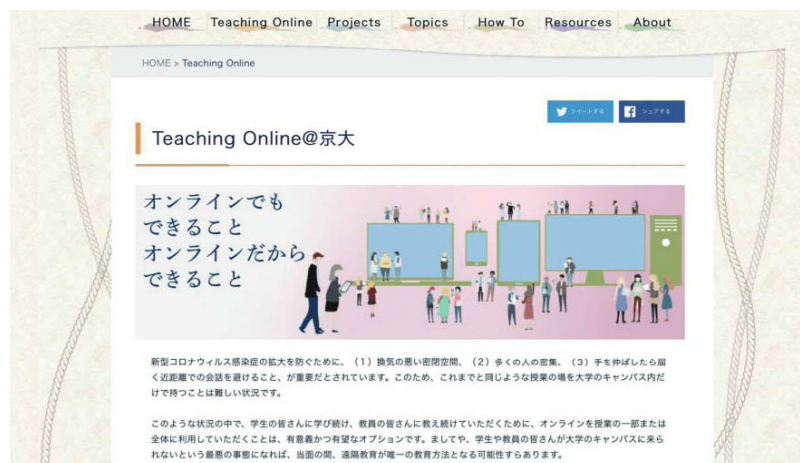 HOME Teaching Online Projects Topics How To Resources About
HOME > Teaching Online
ツイートする シェアする
Teaching Online@京大
オンラインでも
できること
オンラインだから
できること
新型コロナウィルス感染症の拡大を防ぐために、（1）換気の悪い密閉空間、（2）多くの人の密集、（3）手を伸ばしたら届
く近距離での会話を避けること、が重要だとされています。このため、これまでと同じような授業の場を大学のキャンパス内だ
けで持つことは難しい状況です。
このような状況の中で、学生の皆さんに学び続け、教員の皆さんに教え続けていただくために、オンラインを授業の一部または
全体に利用していただくことは、有意義かつ有望なオプションです。ましてや、学生や教員の皆さんが大学のキャンパスに来ら
れないという最悪の事態になれば、当面の間、遠隔教育が唯一の教育方法となる可能性すらあります。